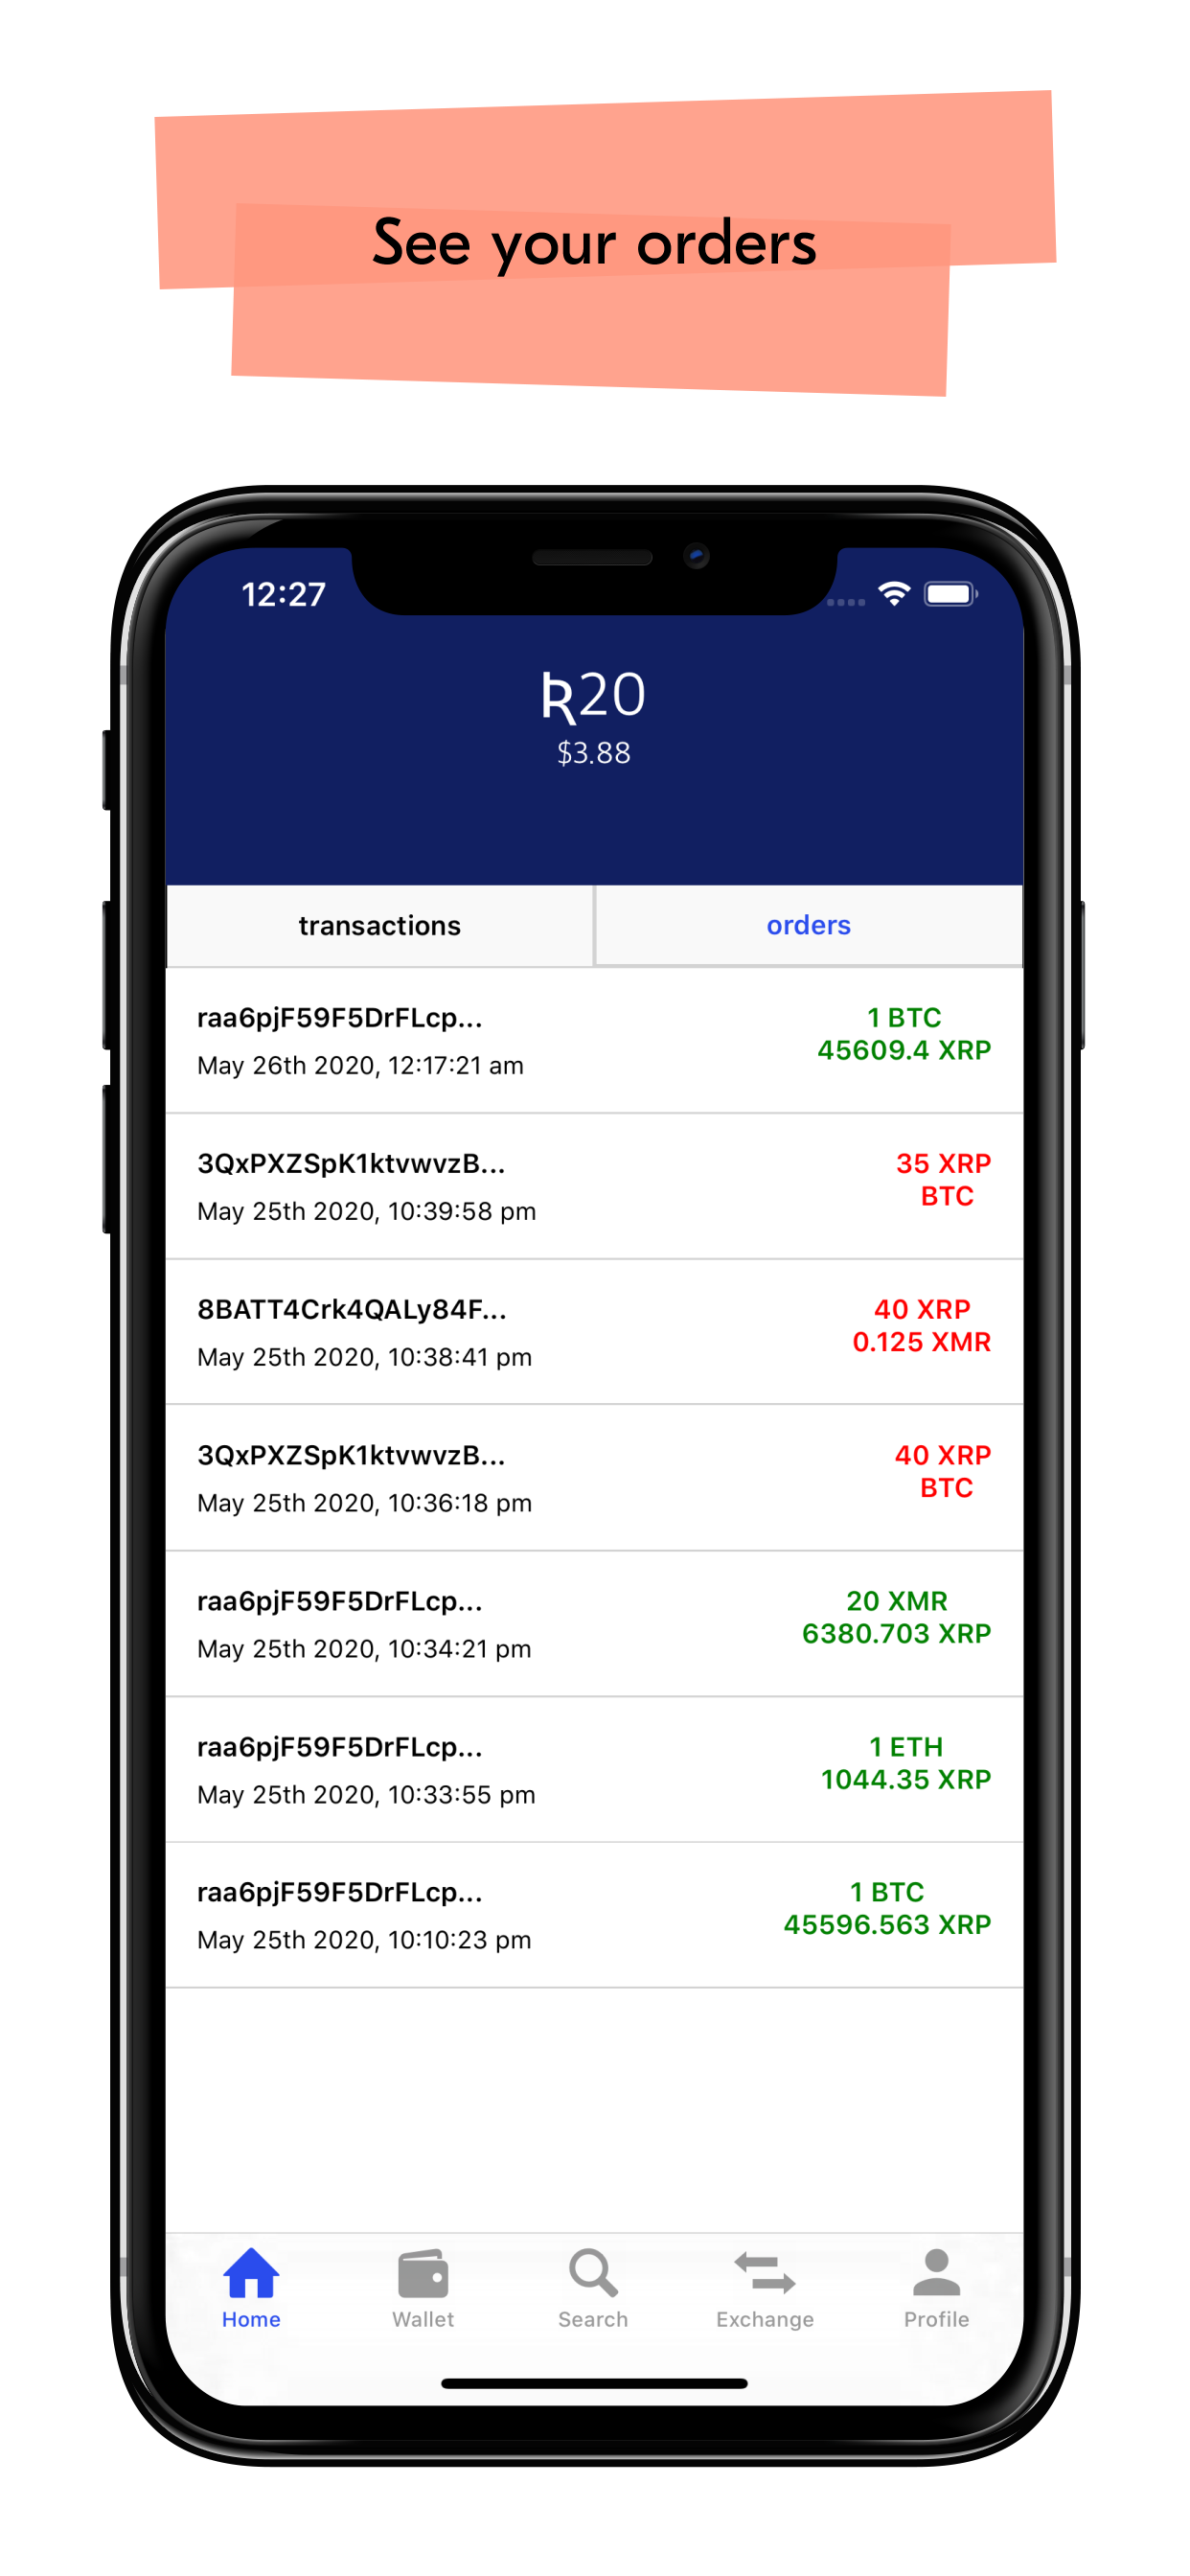 See your orders
12:27
Ʀ20
$3.88
transactions
orders
raa6pjF59F5DrFLcp...
1 BTC
May 26th 2020, 12:17:21 am
45609.4 XRP
3QxPXZSpK1ktvwvzB...
35 XRP
May 25th 2020, 10:39:58 pm
BTC
8BATT4Crk4QALy84F...
40 XRP
May 25th 2020, 10:38:41 pm
0.125 XMR
3QxPXZSpK1ktvwvzB...
40 XRP
May 25th 2020, 10:36:18 pm
BTC
raa6pjF59F5DrFLcp...
20 XMR
May 25th 2020, 10:34:21 pm
6380.703 XRP
raa6pjF59F5DrFLcp...
1 ETH
May 25th 2020, 10:33:55 pm
1044.35 XRP
raa6pjF59F5DrFLcp...
1 BTC
May 25th 2020, 10:10:23 pm
45596.563 XRP
Home
Wallet
Search
Exchange
Profile